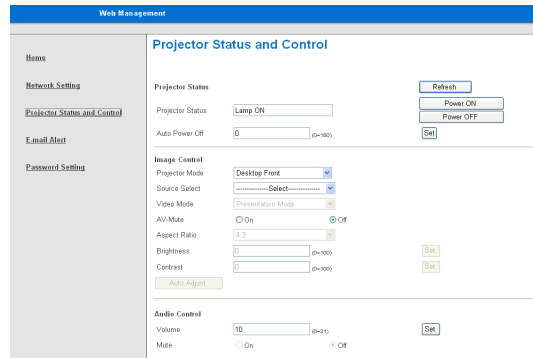 Web Management
Projector Status and Control
Home
Network Setting
Projector Status and Control
E-mail Alert
Password Setting
Projector Status Refresh
Power ON
Projector Status Lamp ON
Power OFF
Auto Power Off 0 (0~180) Set
Image Control
Projector Mode Desktop Front
Source Select ---------------Select---------------
Video Mode Presentation Mode
AV-Mute On Off
Aspect Ratio 4:3
Brightness 0 (0~100) Set
Contrast 0 (0~100) Set
Auto Adjust
Audio Control
Volume 10 (0~31) Set
Mute On Off